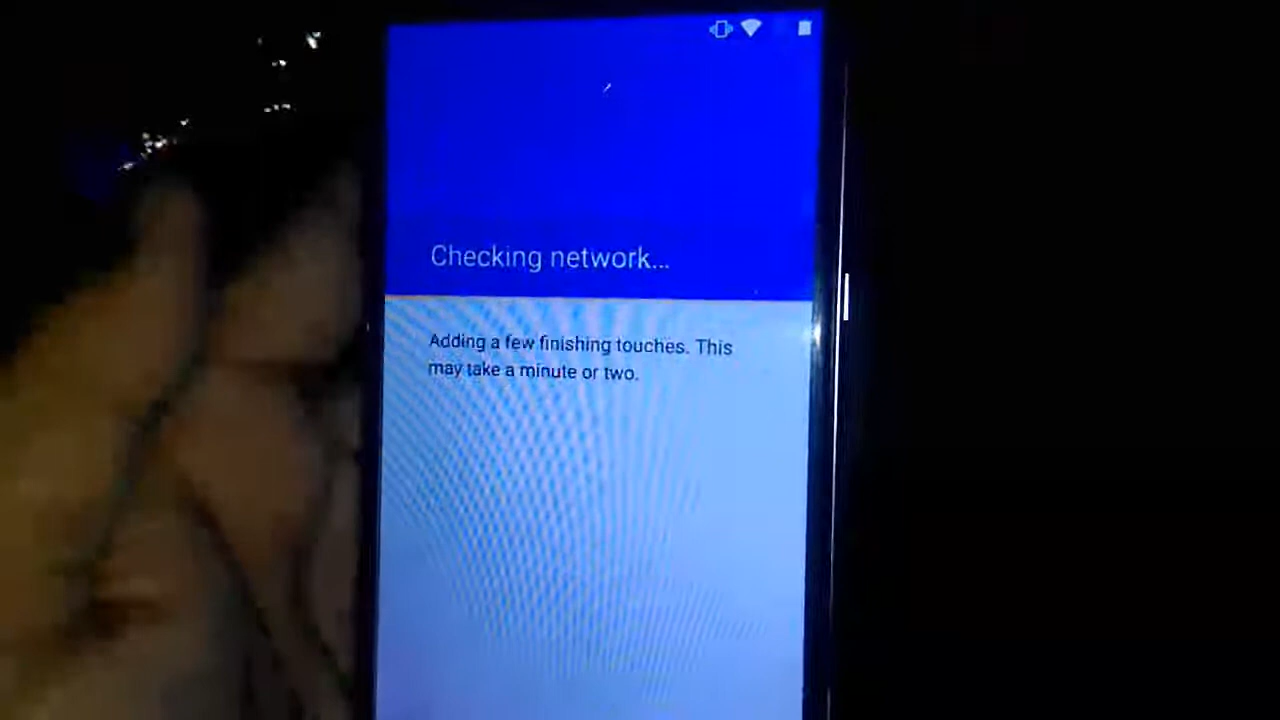 Checking network...
Adding a few finishing touches. This
may take a minute or two.